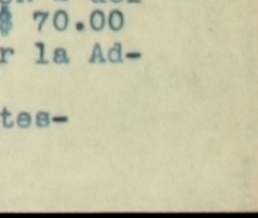 $ 70.00
r la Ad-
tes-